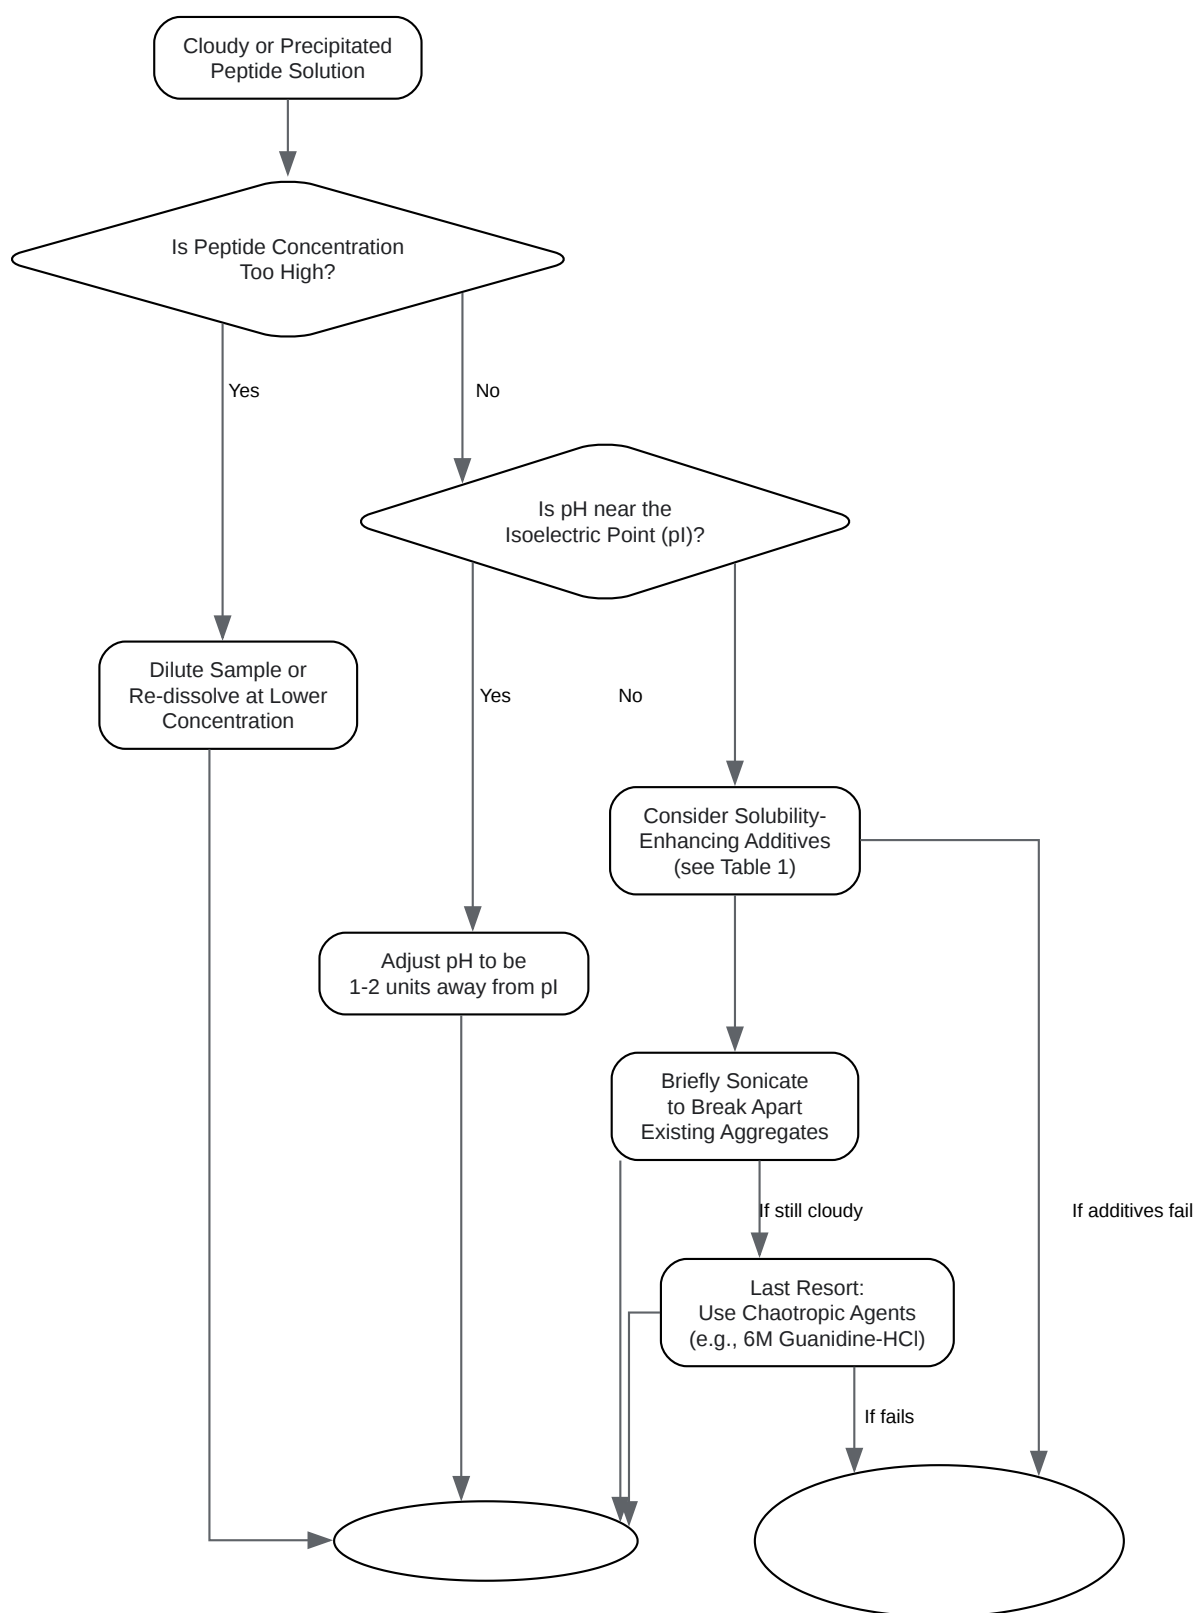 Cloudy or Precipitated
Peptide Solution
Is Peptide Concentration
Too High?
Yes
No
Is pH near the
Isoelectric Point (pI)?
Dilute Sample or
Re-dissolve at Lower
Concentration
Yes
No
Consider Solubility-
Enhancing Additives
(see Table 1)
Adjust pH to be
1-2 units away from pI
Briefly Sonicate
to Break Apart
Existing Aggregates
If still cloudy
If additives fail
Last Resort:
Use Chaotropic Agents
(e.g., 6M Guanidine-HCl)
If fails